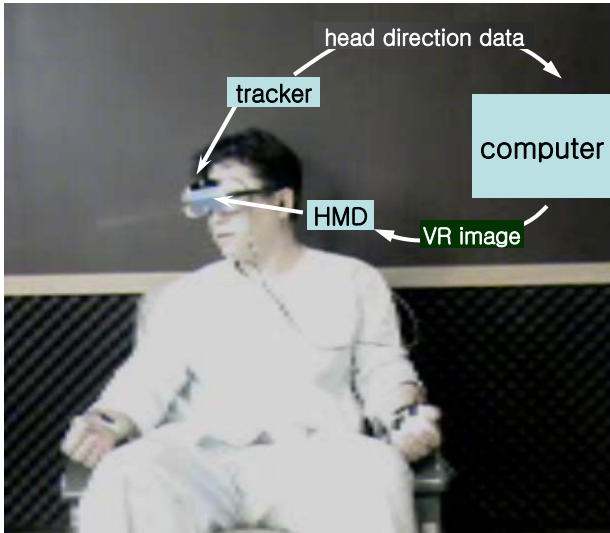 head direction data
tracker
computer
HMD
VR image